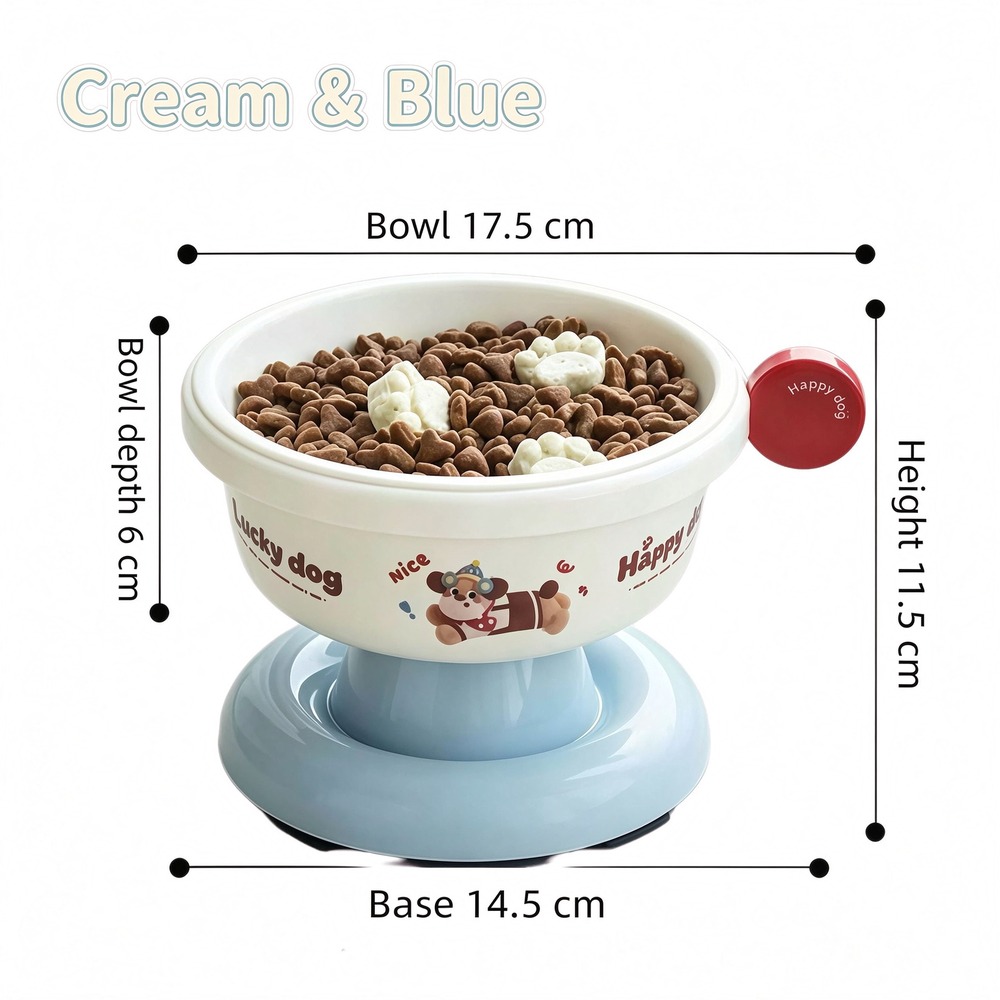 Cream & Blue
Bowl 17.5 cm
Bowl depth 6 cm
Happy dog
Height 11.5 cm
Lucky dog
Nice
Happy do
Base 14.5 cm